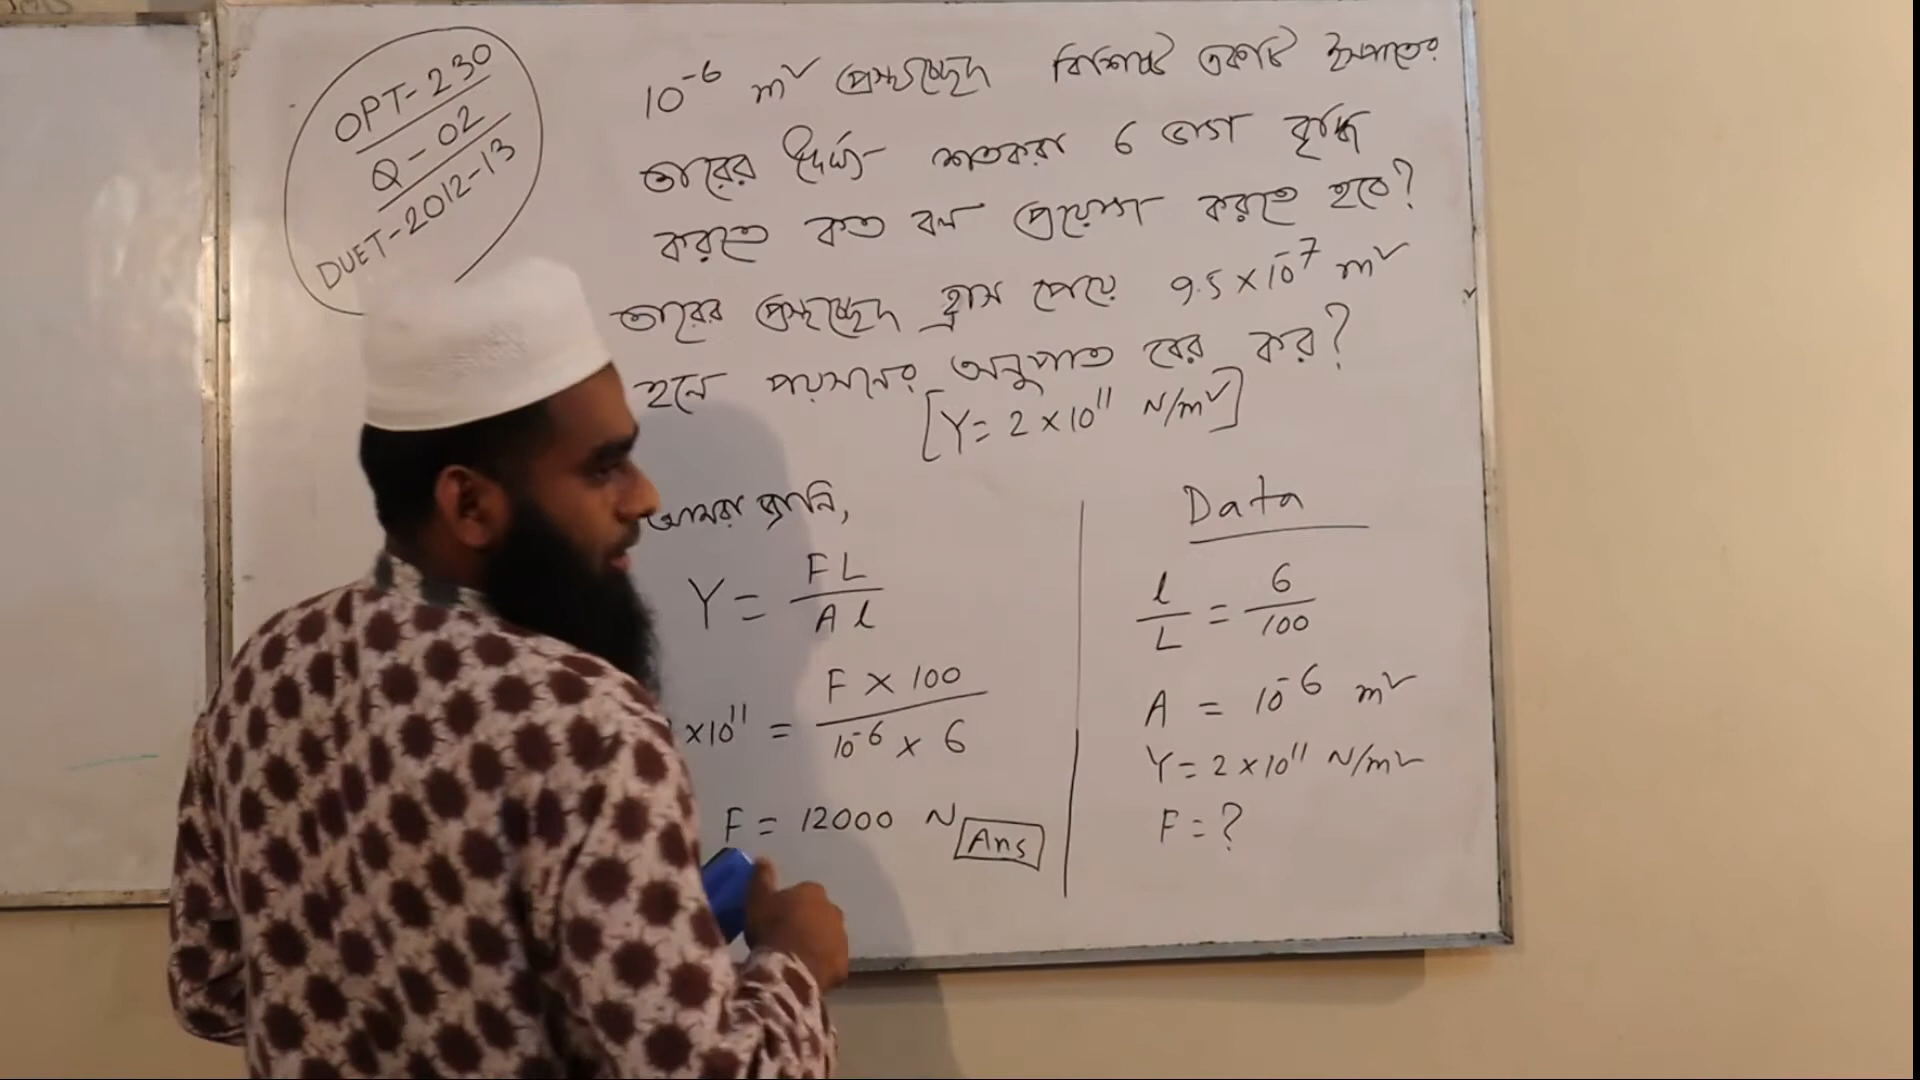 OPT-230
Q-02
DUET-2012-13
10⁻⁶ m² প্রস্থচ্ছেদ বিশিষ্ট একটি ইস্পাতের
তারের দৈর্ঘ্য শতকরা 6 ভাগ বৃদ্ধি
করতে কত বল প্রয়োগ করতে হবে?
তারের প্রস্থচ্ছেদ হ্রাস পেয়ে 9.5×10⁻⁷ m²
হলে পয়সনের অনুপাত বের কর?
[Y= 2×10¹¹ N/m²]
আমরা জানি,
Y = FL / Al
×10¹¹ = F × 100 / 10⁻⁶ × 6
F = 12000 N Ans
Data
l/L = 6/100
A = 10⁻⁶ m²
Y = 2×10¹¹ N/m²
F = ?